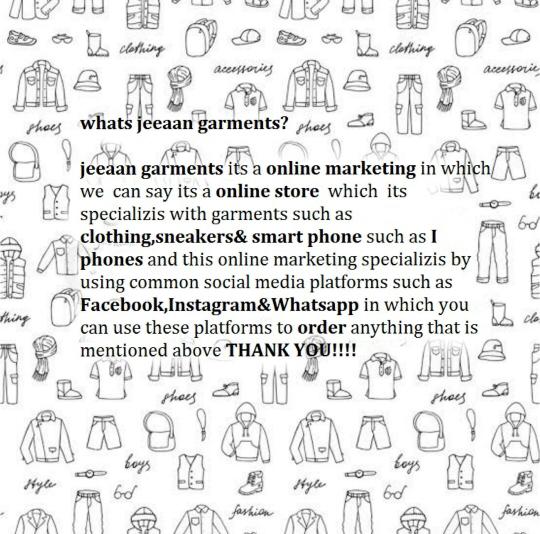 clothing
clothing
accessories
accessories
whats jeeaan garments?
shoes
shoes
jeeaan garments its a online marketing in which
we can say its a online store which its
specializis with garments such as
clothing,sneakers& smart phone such as I
phones and this online marketing specializis by
using common social media platforms such as
Facebook,Instagram&Whatsapp in which you
can use these platforms to order anything that is
mentioned above THANK YOU!!!!
shoes
shoes
boys
boys
style
style
fashion
fashion